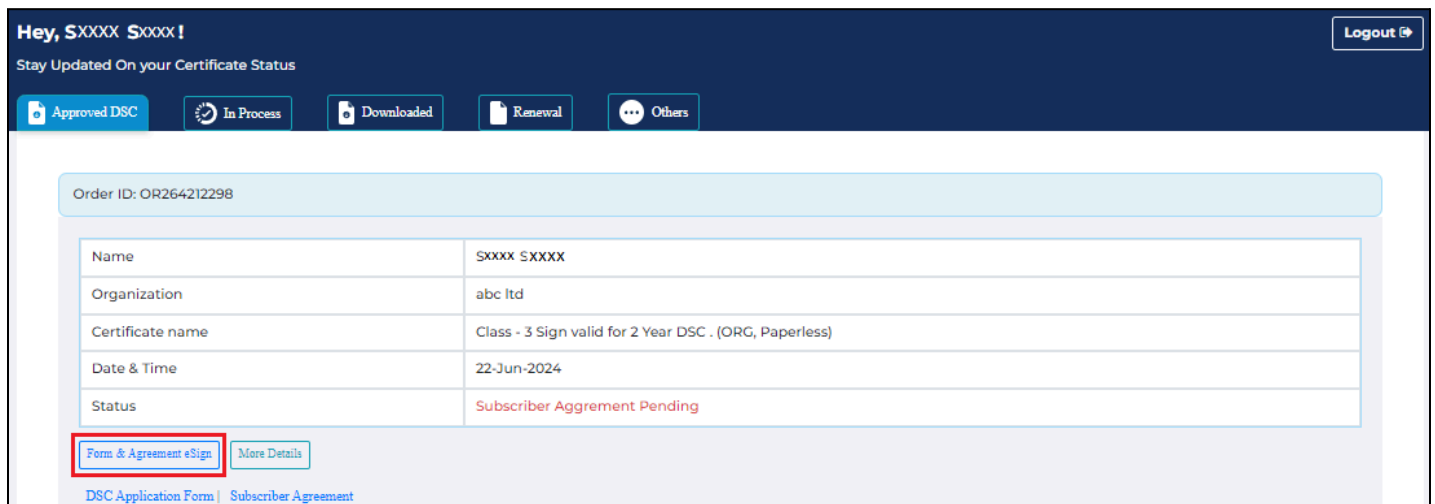 Hey, SXXXX Sxxxx!
Logout
Stay Updated On your Certificate Status
Approved DSC In Process Downloaded Renewal Others
Order ID: OR264212298
Name Sxxxx SXXXX
Organization abc ltd
Certificate name Class - 3 Sign valid for 2 Year DSC . (ORG, Paperless)
Date & Time 22-Jun-2024
Status Subscriber Aggrement Pending
Form & Agreement eSign More Details
DSC Application Form | Subscriber Agreement